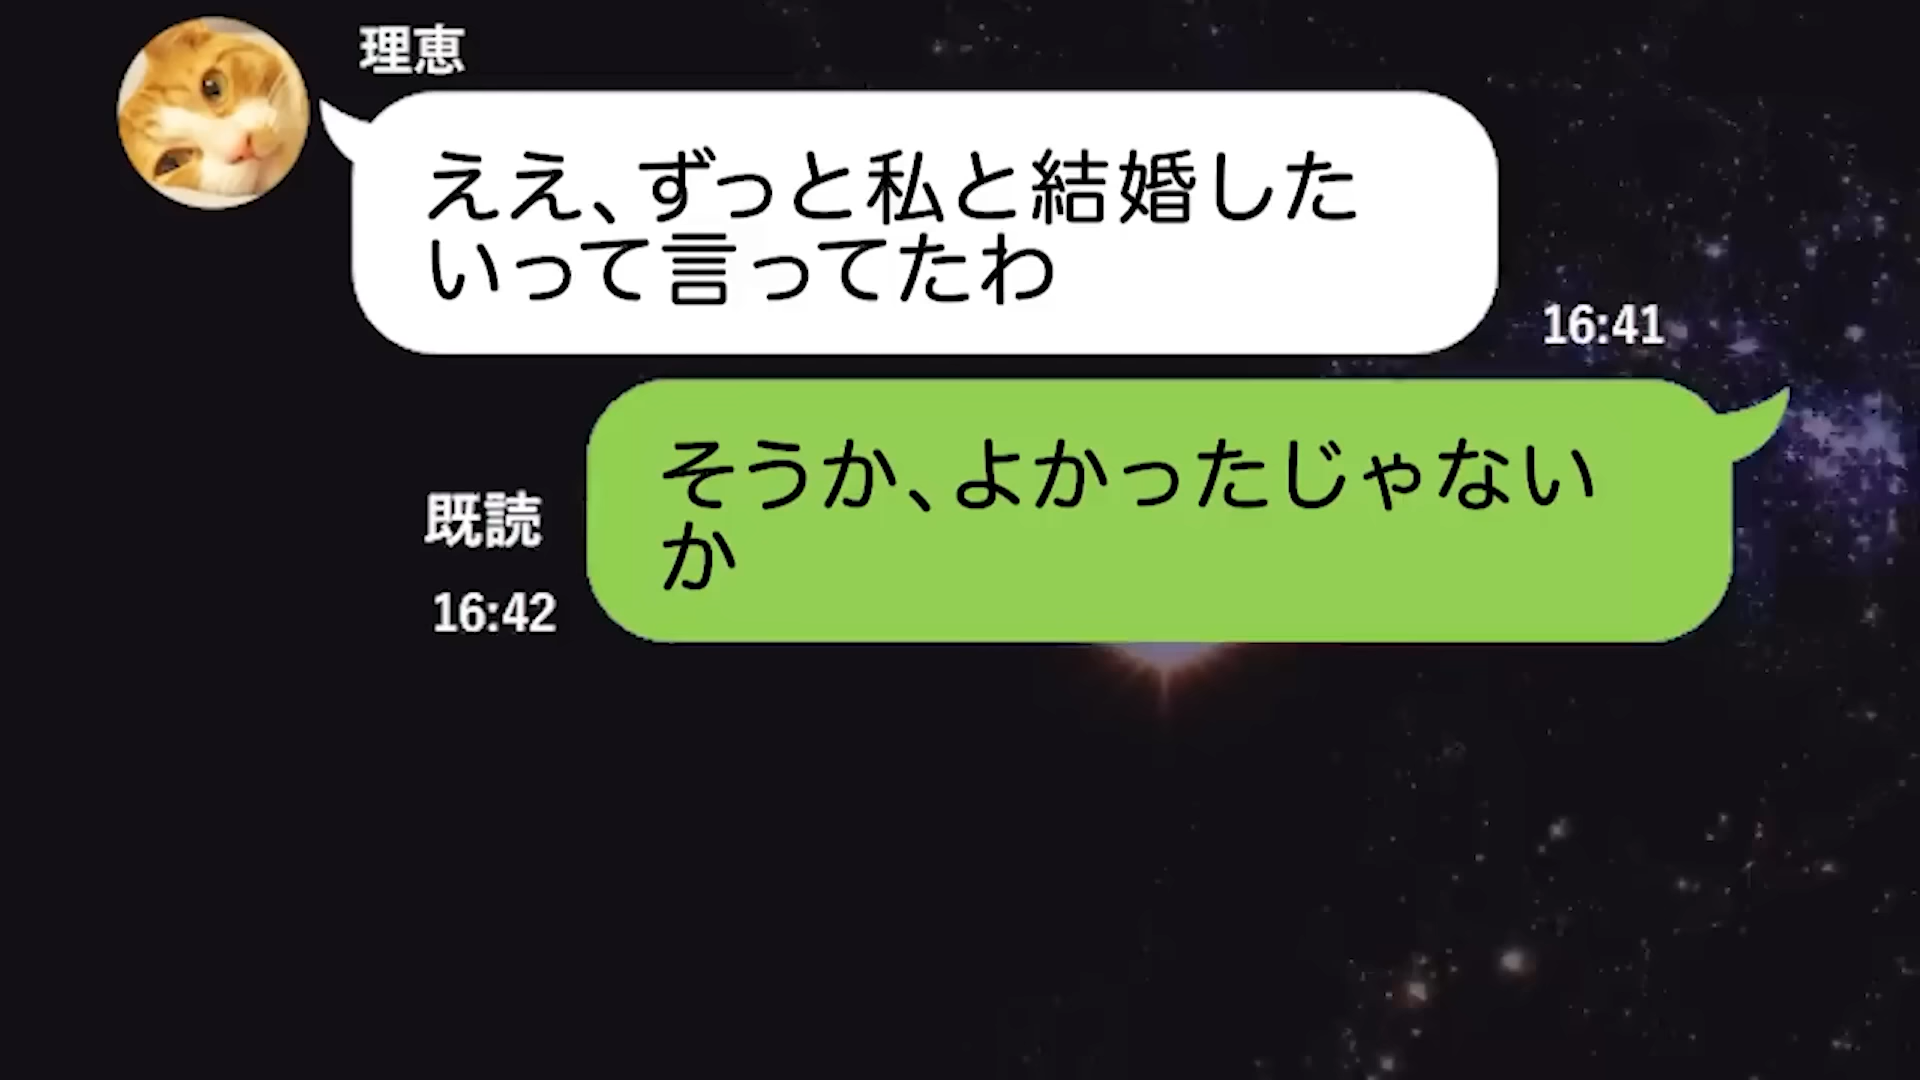 理恵
ええ、ずっと私と結婚した
いって言ってたわ
16:41
そうか、よかったじゃない
か
既読
16:42